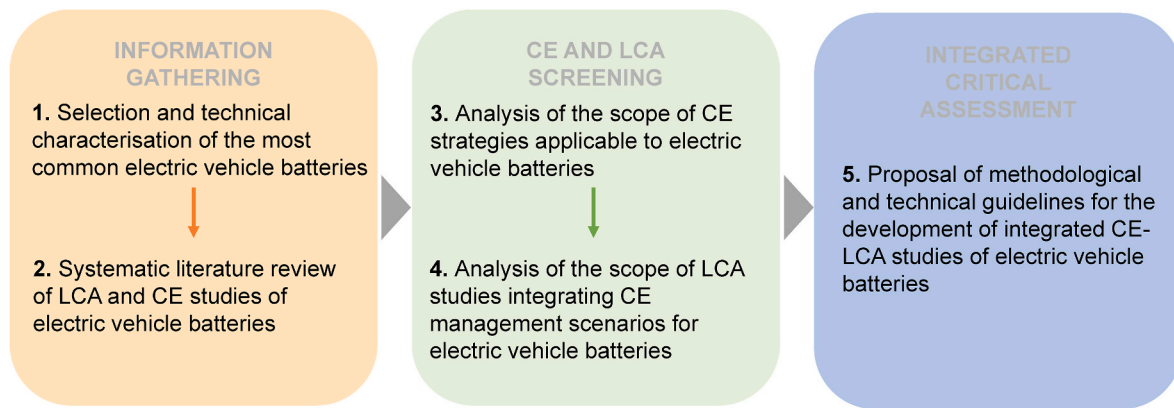 INFORMATION
GATHERING
1. Selection and technical
characterisation of the most
common electric vehicle batteries
2. Systematic literature review
of LCA and CE studies of
electric vehicle batteries
CE AND LCA
SCREENING
3. Analysis of the scope of CE
strategies applicable to electric
vehicle batteries
4. Analysis of the scope of LCA
studies integrating CE
management scenarios for
electric vehicle batteries
INTEGRATED
CRITICAL
ASSESSMENT
5. Proposal of methodological
and technical guidelines for the
development of integrated CE-
LCA studies of electric vehicle
batteries